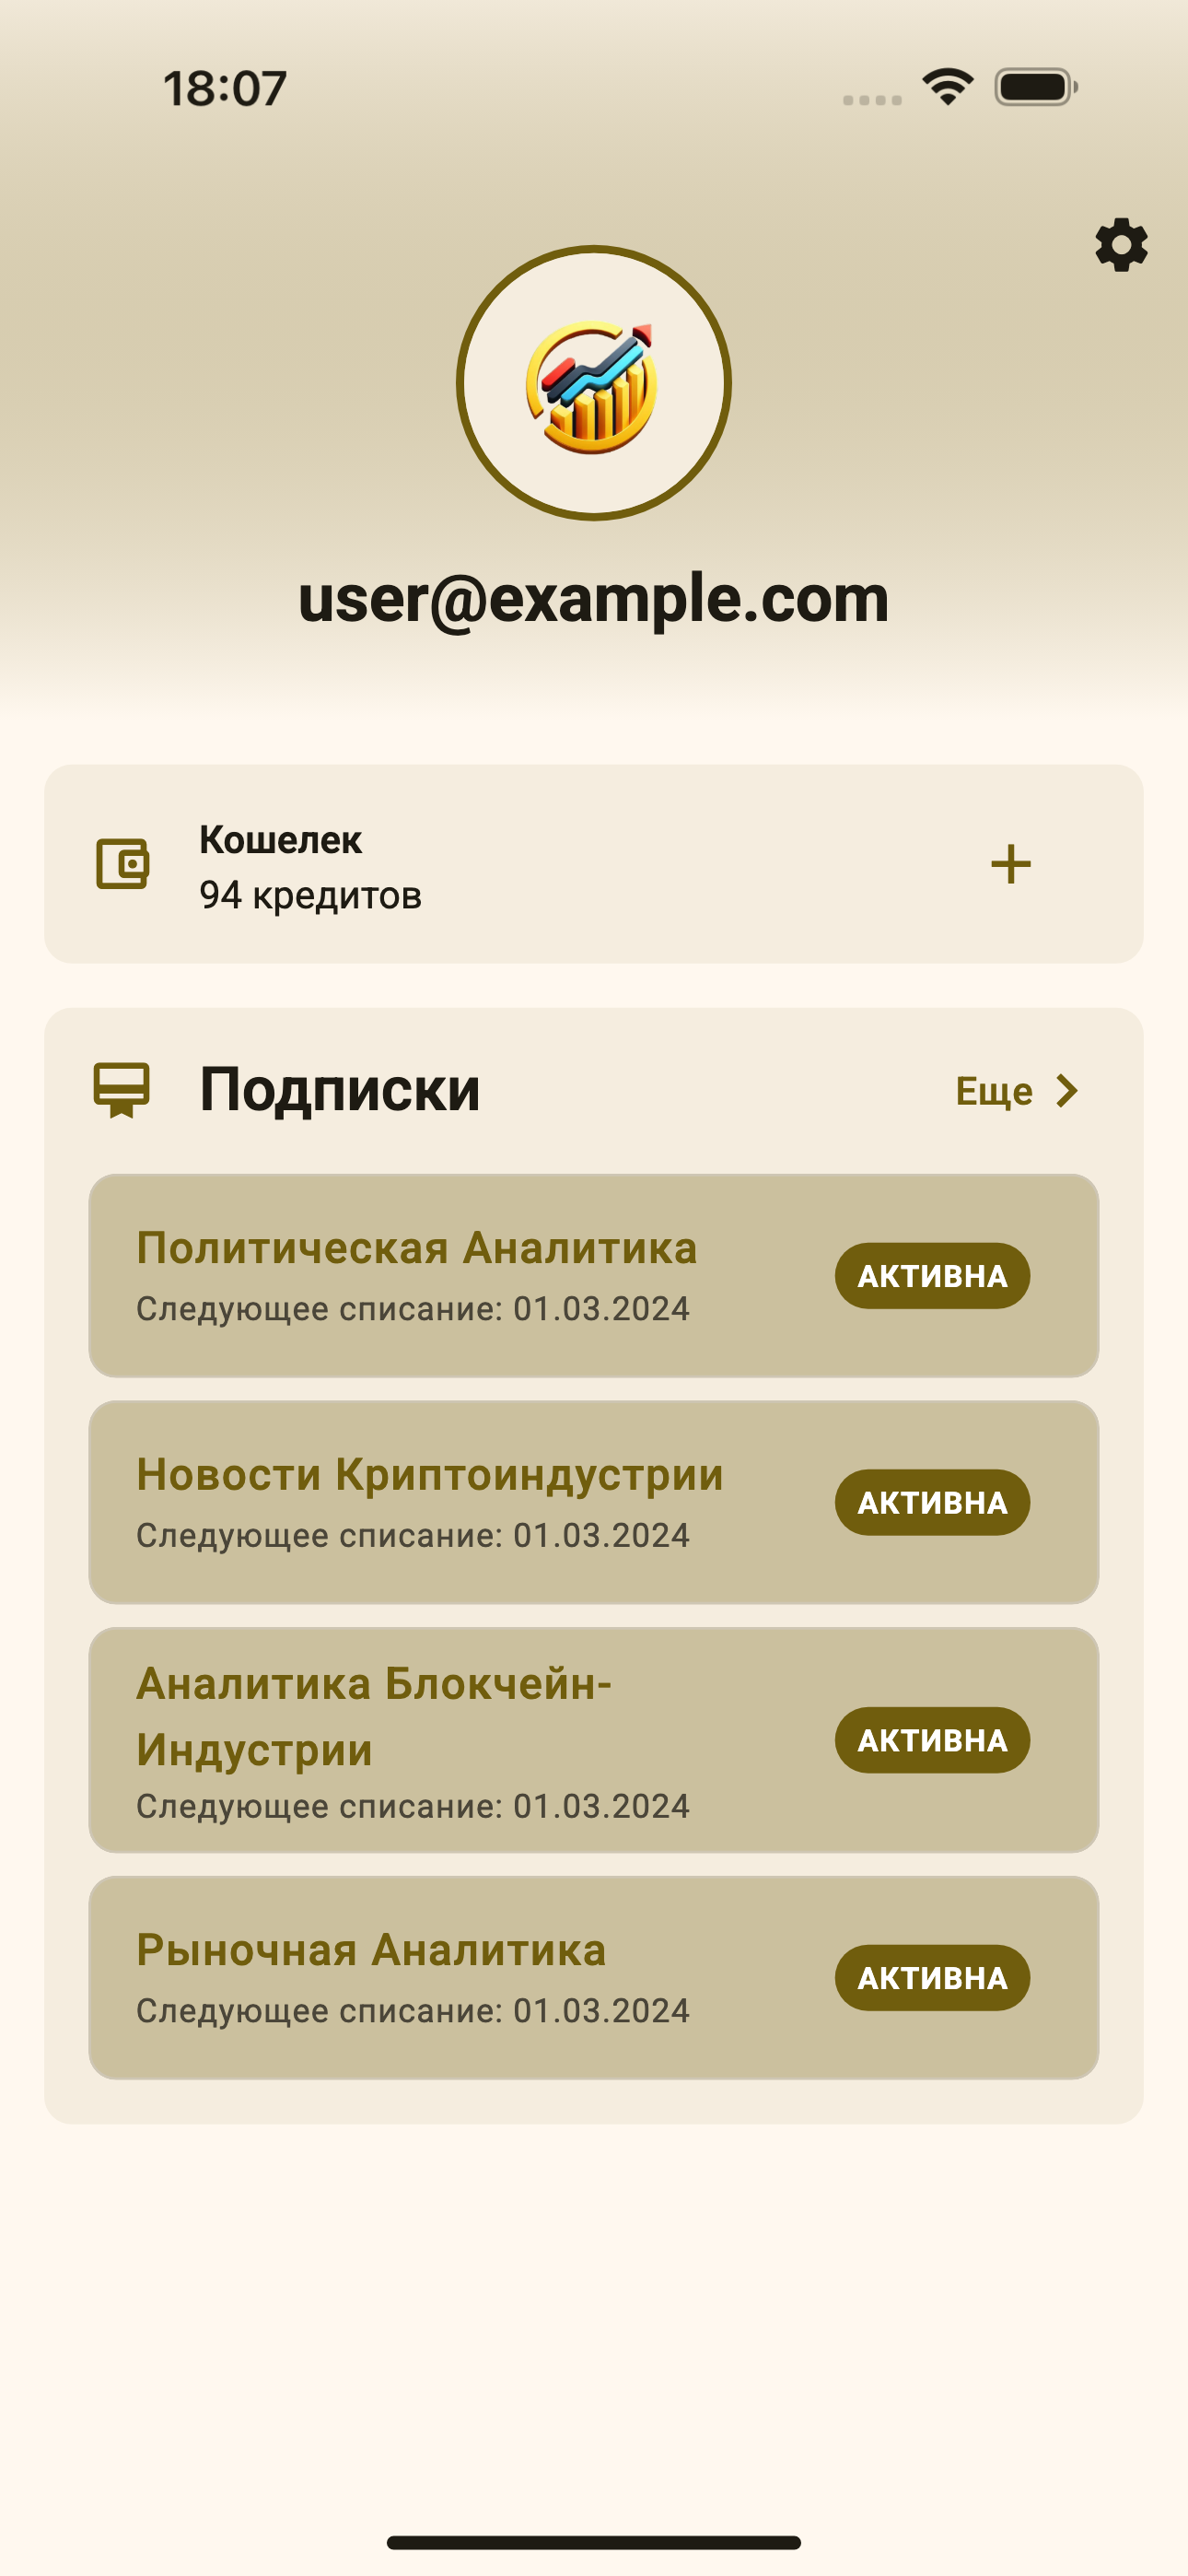 18:07
user@example.com
Кошелек
94 кредитов
Подписки
Еще
Политическая Аналитика
Следующее списание: 01.03.2024
АКТИВНА
Новости Криптоиндустрии
Следующее списание: 01.03.2024
АКТИВНА
Аналитика Блокчейн-
Индустрии
Следующее списание: 01.03.2024
АКТИВНА
Рыночная Аналитика
Следующее списание: 01.03.2024
АКТИВНА